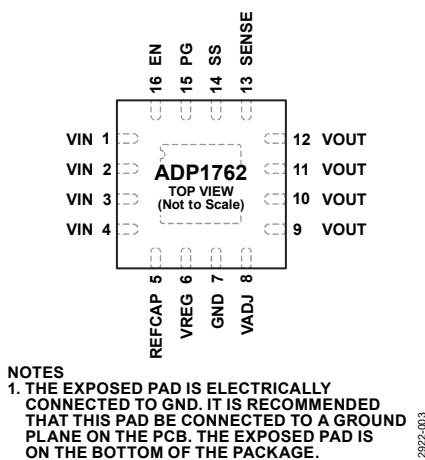 16 EN
15 PG
14 SS
13 SENSE
VIN 1
VIN 2
VIN 3
VIN 4
ADP1762
TOP VIEW
(Not to Scale)
12 VOUT
11 VOUT
10 VOUT
9 VOUT
REFCAP 5
VREG 6
GND 7
VADJ 8
NOTES
1. THE EXPOSED PAD IS ELECTRICALLY
CONNECTED TO GND. IT IS RECOMMENDED
THAT THIS PAD BE CONNECTED TO A GROUND
PLANE ON THE PCB. THE EXPOSED PAD IS
ON THE BOTTOM OF THE PACKAGE.
2922-003